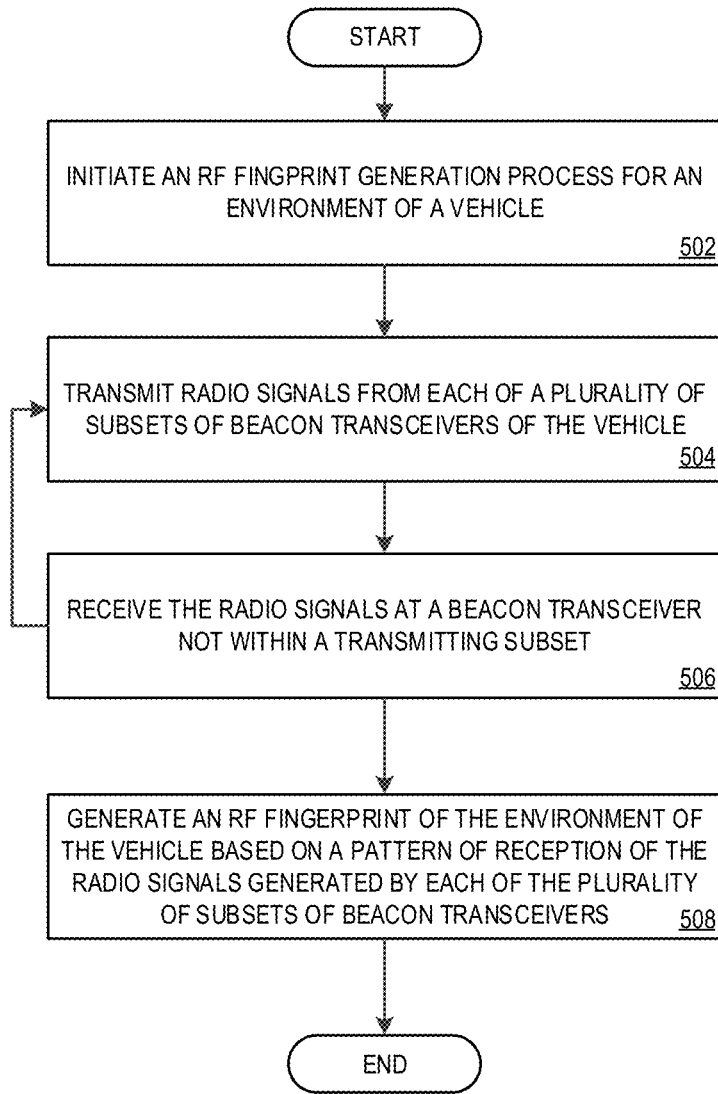 START
INITIATE AN RF FINGPRINT GENERATION PROCESS FOR AN
ENVIRONMENT OF A VEHICLE
502
TRANSMIT RADIO SIGNALS FROM EACH OF A PLURALITY OF
SUBSETS OF BEACON TRANSCEIVERS OF THE VEHICLE
504
RECEIVE THE RADIO SIGNALS AT A BEACON TRANSCEIVER
NOT WITHIN A TRANSMITTING SUBSET
506
GENERATE AN RF FINGERPRINT OF THE ENVIRONMENT OF
THE VEHICLE BASED ON A PATTERN OF RECEPTION OF THE
RADIO SIGNALS GENERATED BY EACH OF THE PLURALITY
OF SUBSETS OF BEACON TRANSCEIVERS
508
END